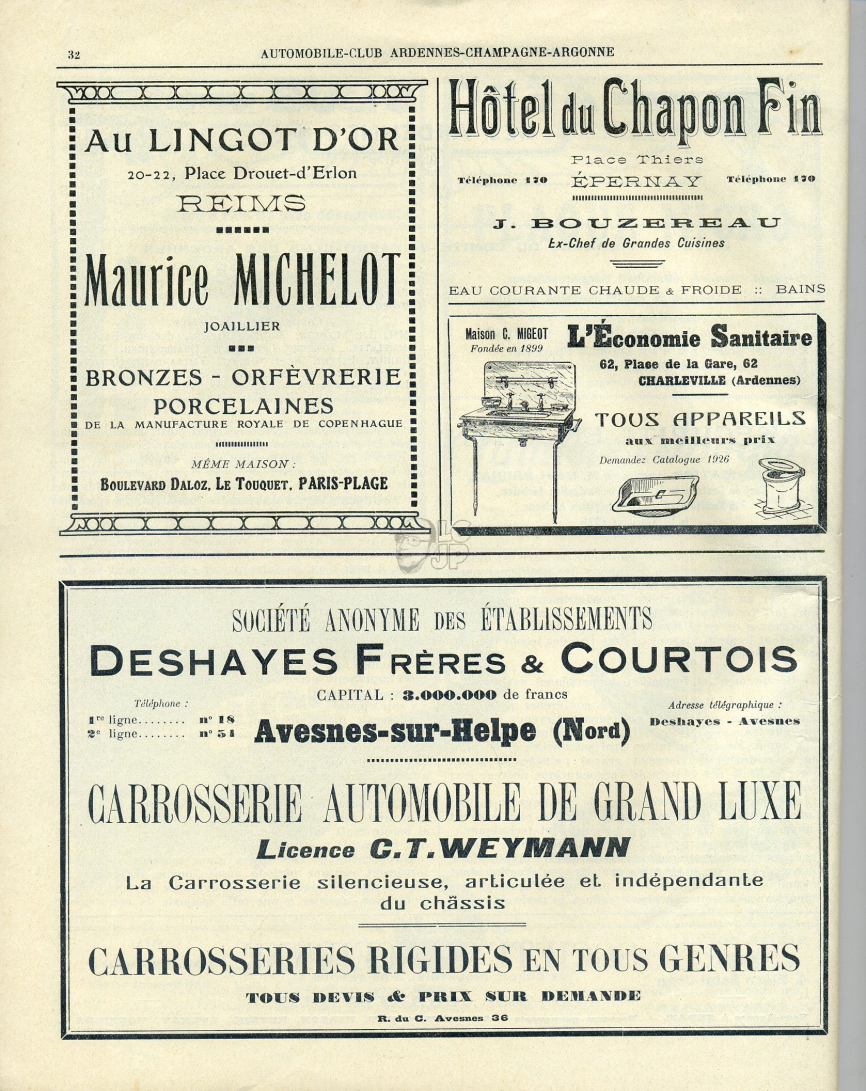 32
AUTOMOBILE-CLUB ARDENNES-CHAMPAGNE-ARGONNE
AU LINGOT D'OR
20-22, Place Drouet-d'Erlon
REIMS
Maurice MICHELOT
JOAILLIER
BRONZES - ORFÈVRERIE
PORCELAINES
DE LA MANUFACTURE ROYALE DE COPENHAGUE
MÊME MAISON :
BOULEVARD DALOZ, LE TOUQUET, PARIS-PLAGE
Hôtel du Chapon Fin
Place Thiers
Téléphone 170 ÉPERNAY Téléphone 170
J. BOUZEREAU
Ex-Chef de Grandes Cuisines
EAU COURANTE CHAUDE & FROIDE :: BAINS
Maison C. MIGEOT
Fondée en 1899
L'Économie Sanitaire
62, Place de la Gare, 62
CHARLEVILLE (Ardennes)
TOUS APPAREILS
aux meilleurs prix
Demandez Catalogue 1926
LC
JP
SOCIÉTÉ ANONYME DES ÉTABLISSEMENTS
DESHAYES FRÈRES & COURTOIS
CAPITAL : 3.000.000 de francs
Téléphone :
1re ligne........ n° 18
2e ligne........ n° 51
Avesnes-sur-Helpe (Nord)
Adresse télégraphique :
Deshayes - Avesnes
CARROSSERIE AUTOMOBILE DE GRAND LUXE
Licence C.T.WEYMANN
La Carrosserie silencieuse, articulée et indépendante
du châssis
CARROSSERIES RIGIDES EN TOUS GENRES
TOUS DEVIS & PRIX SUR DEMANDE
R. du C. Avesnes 36